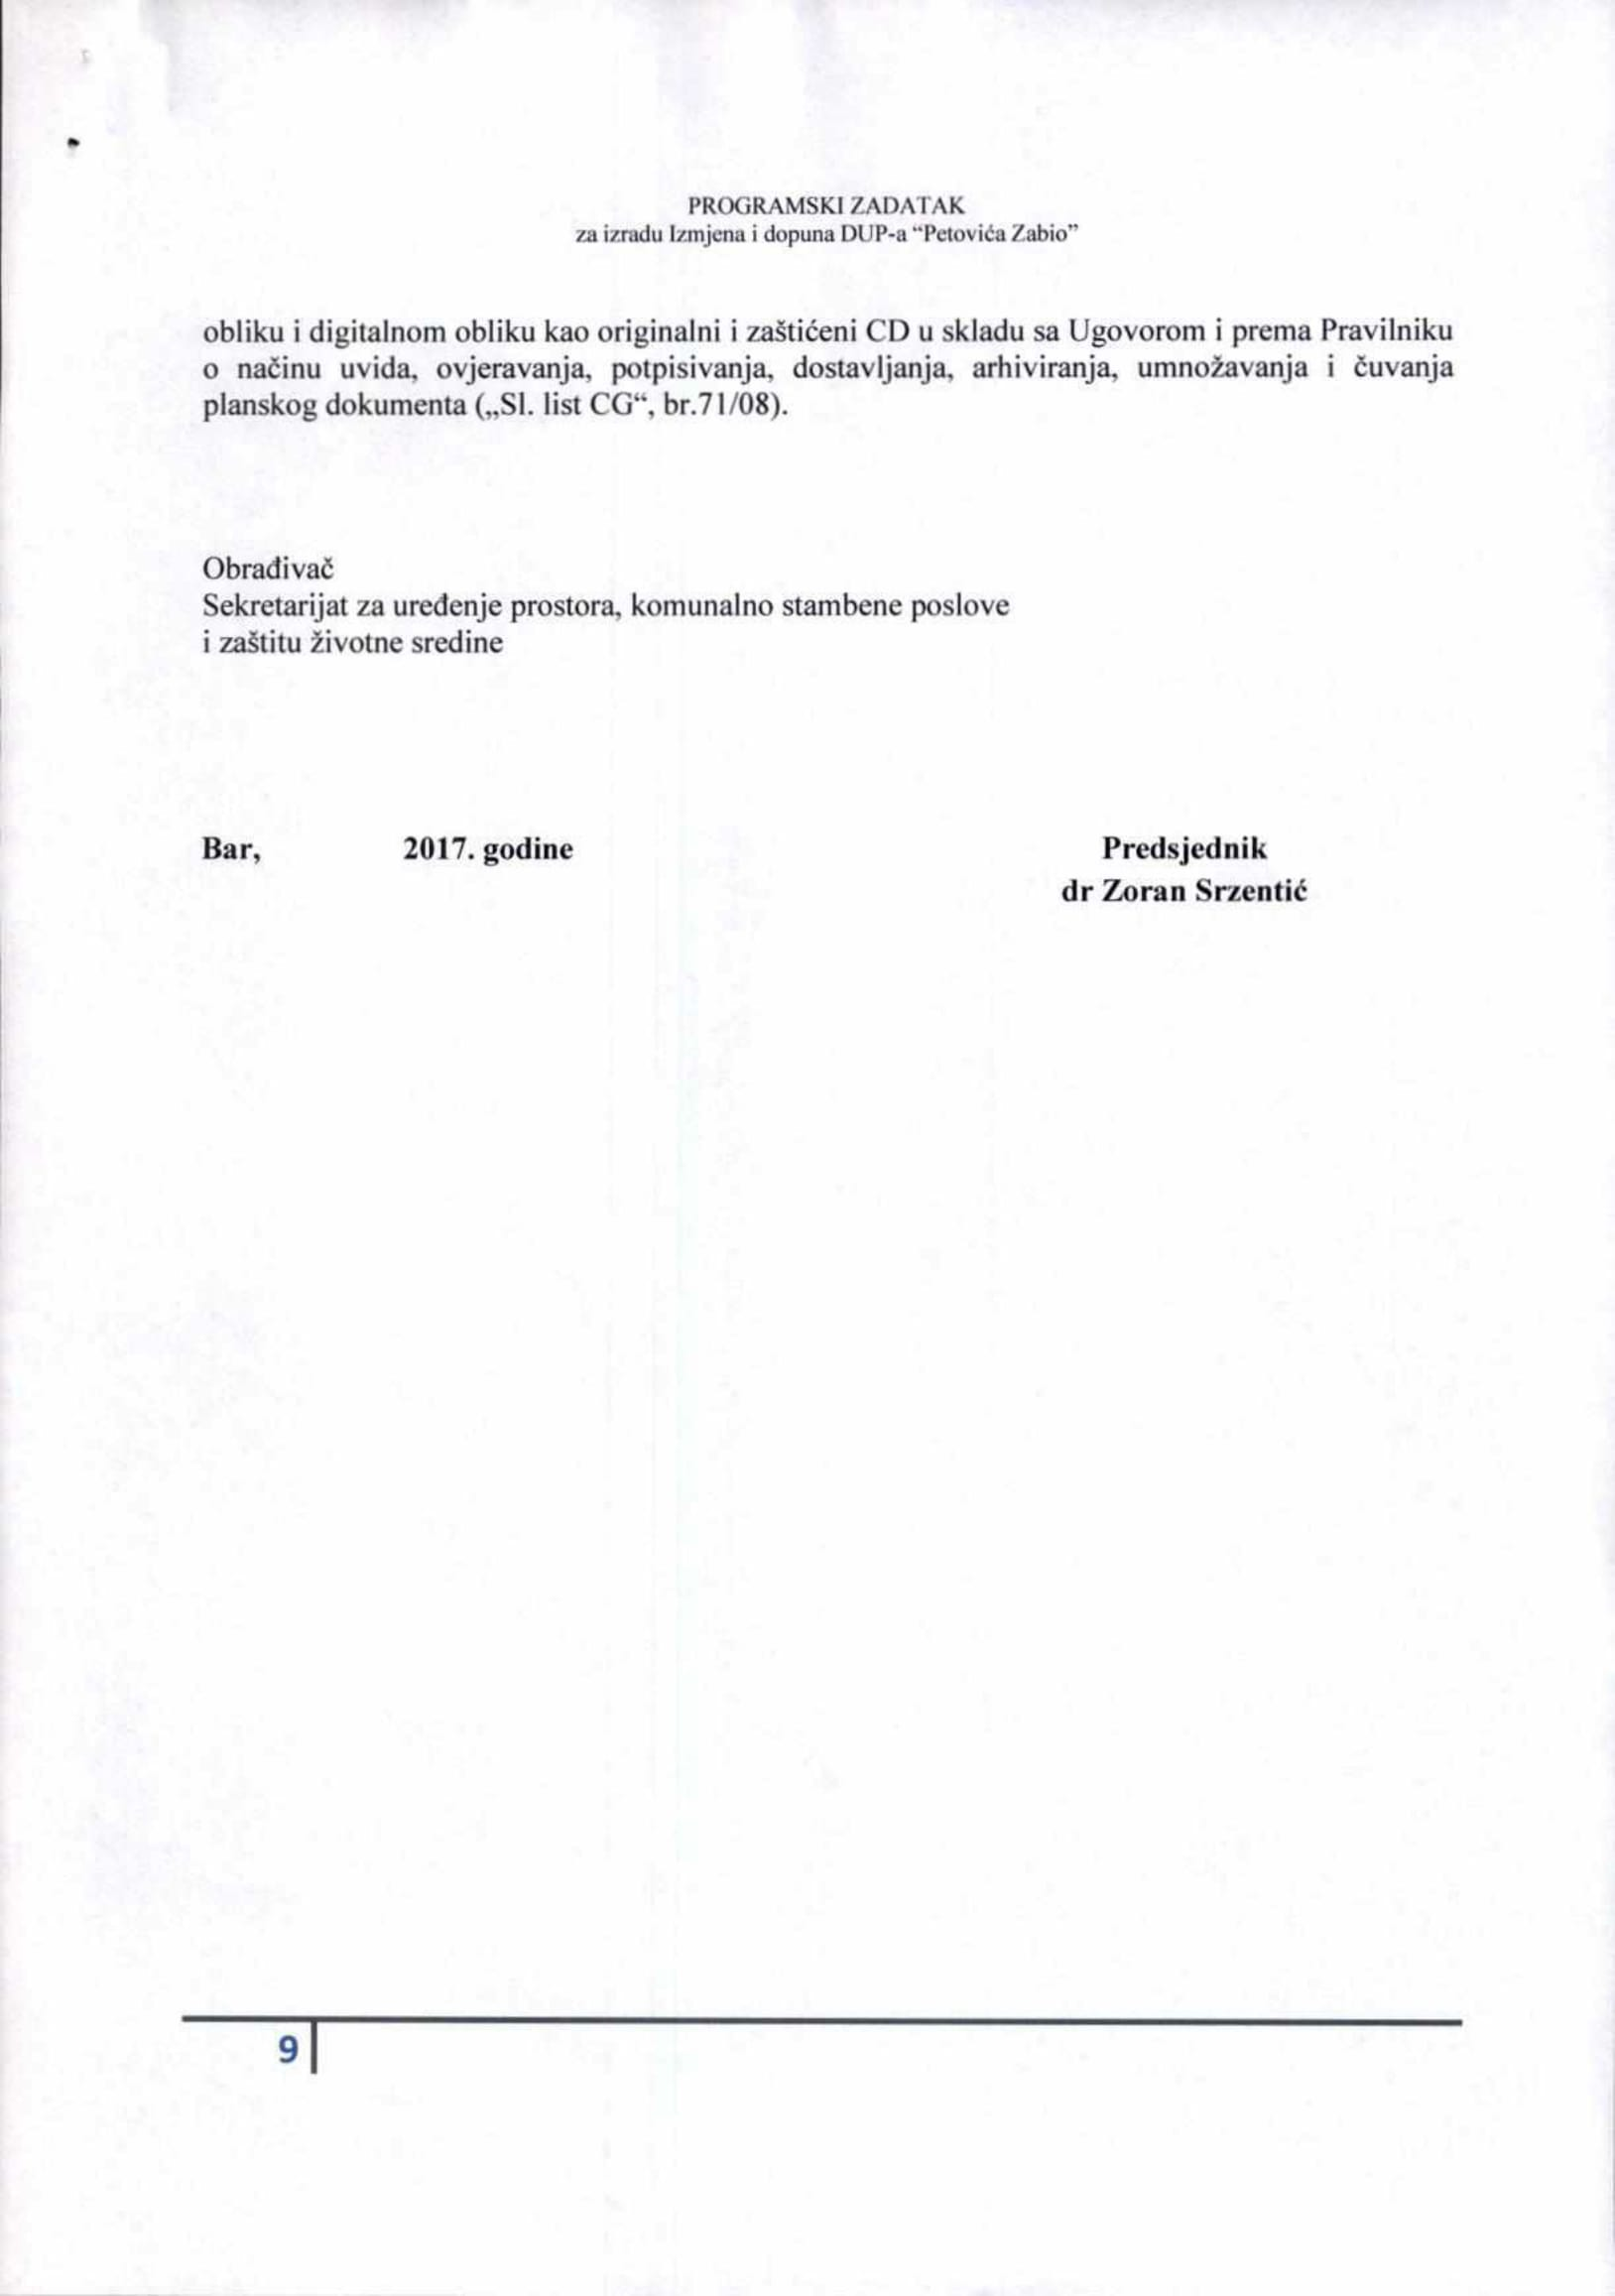 PROGRAMSKI ZADATAK
za izradu Izmjena i dopuna DUP-a “Petovića Zabio”
obliku i digitalnom obliku kao originalni i zaštićeni CD u skladu sa Ugovorom i prema Pravilniku
o načinu uvida, ovjeravanja, potpisivanja, dostavljanja, arhiviranja, umnožavanja i čuvanja
planskog dokumenta („Sl. list CG“, br.71/08).
Obrađivač
Sekretarijat za uređenje prostora, komunalno stambene poslove
i zaštitu životne sredine
Bar, 2017. godine Predsjednik
dr Zoran Srzentić
9